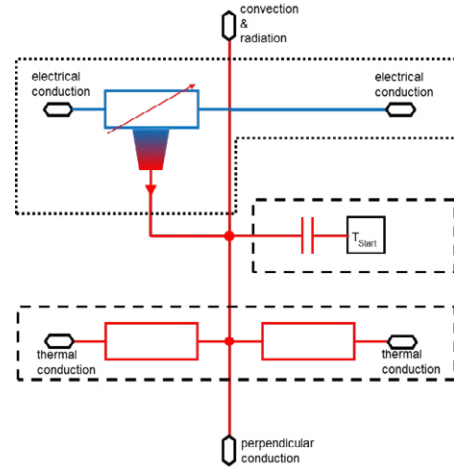 convection
&
radiation
electrical
conduction
electrical
conduction
T Start
thermal
conduction
thermal
conduction
perpendicular
conduction